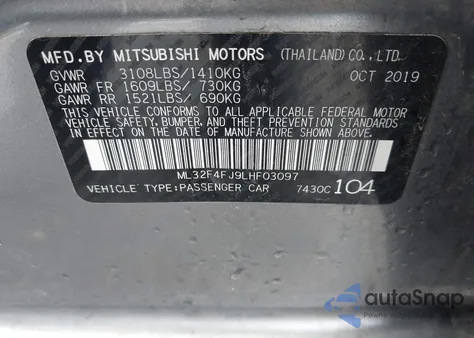 MFD.BY MITSUBISHI MOTORS (THAILAND) CO.,LTD.
GVWR 3108LBS/1410KG OCT 2019
GAWR FR 1609LBS/ 730KG
GAWR RR 1521LBS/ 690KG
THIS VEHICLE CONFORMS TO ALL APPLICABLE FEDERAL MOTOR
VEHICLE SAFETY, BUMPER, AND THEFT PREVENTION STANDARDS
IN EFFECT ON THE DATE OF MANUFACTURE SHOWN ABOVE.
ML32F4FJ9LHF03097
VEHICLE TYPE:PASSENGER CAR 7430C 104
autoSnap